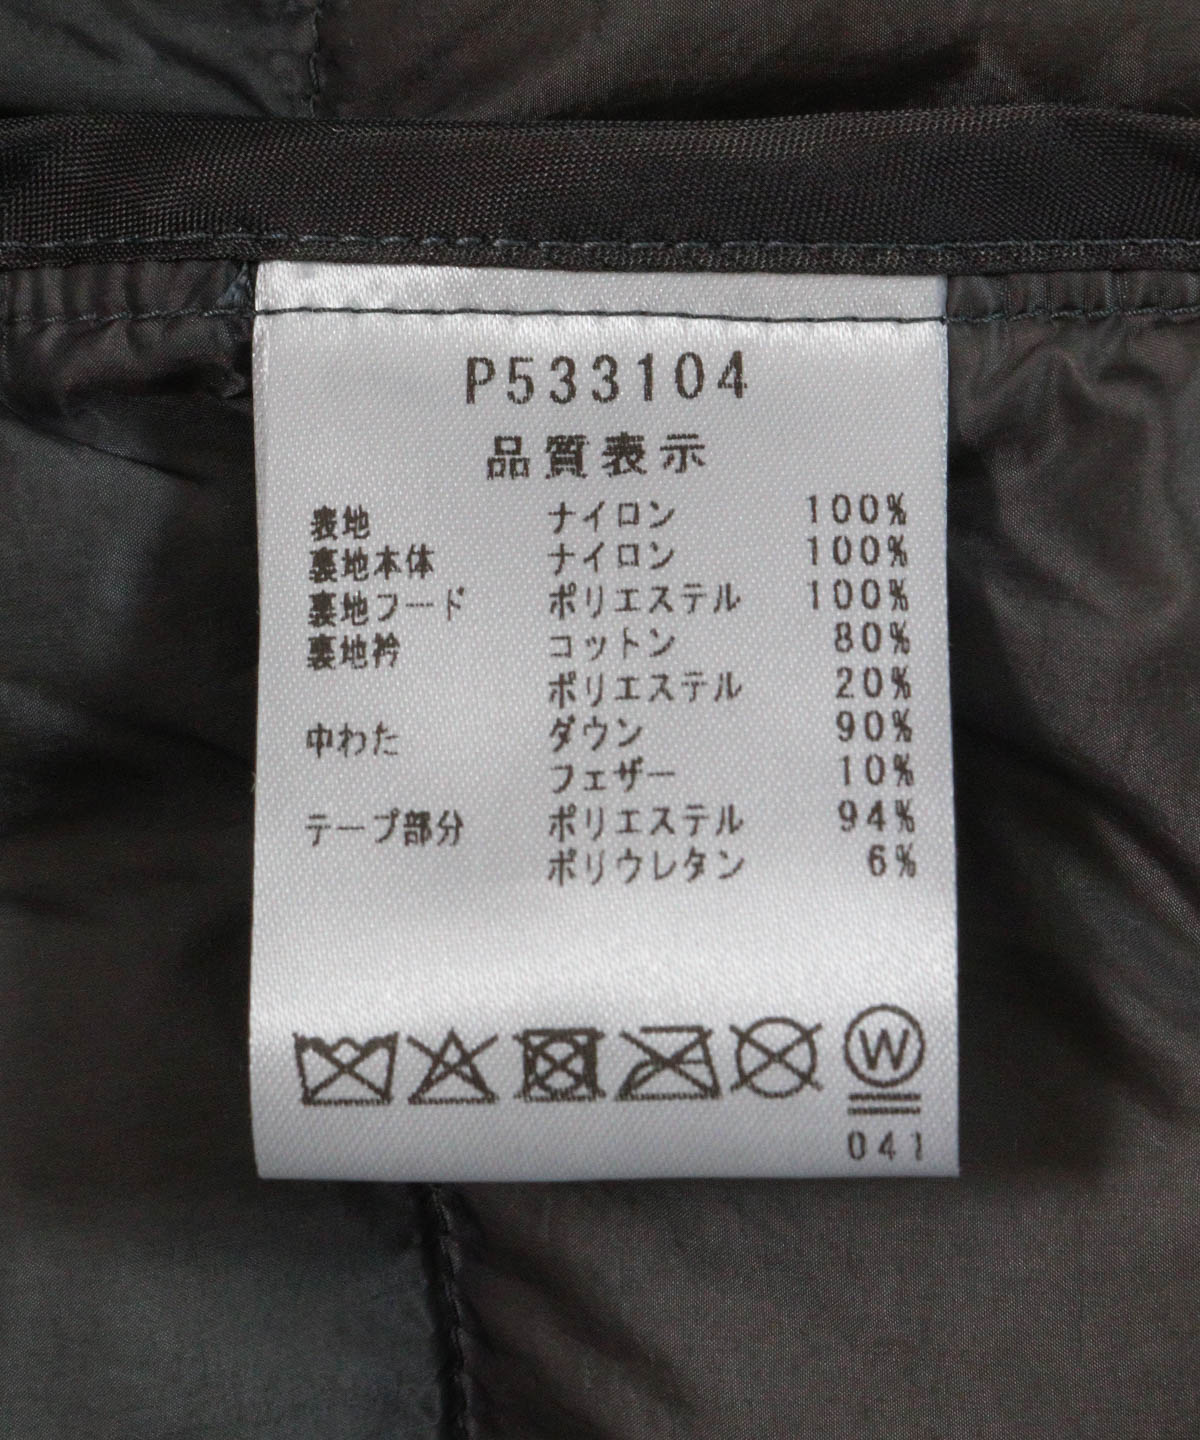 P533104
品質表示
表地 ナイロン 100%
裏地本体 ナイロン 100%
裏地フード ポリエステル 100%
裏地衿 コットン 80%
ポリエステル 20%
中わた ダウン 90%
フェザー 10%
テープ部分 ポリエステル 94%
ポリウレタン 6%
W
041